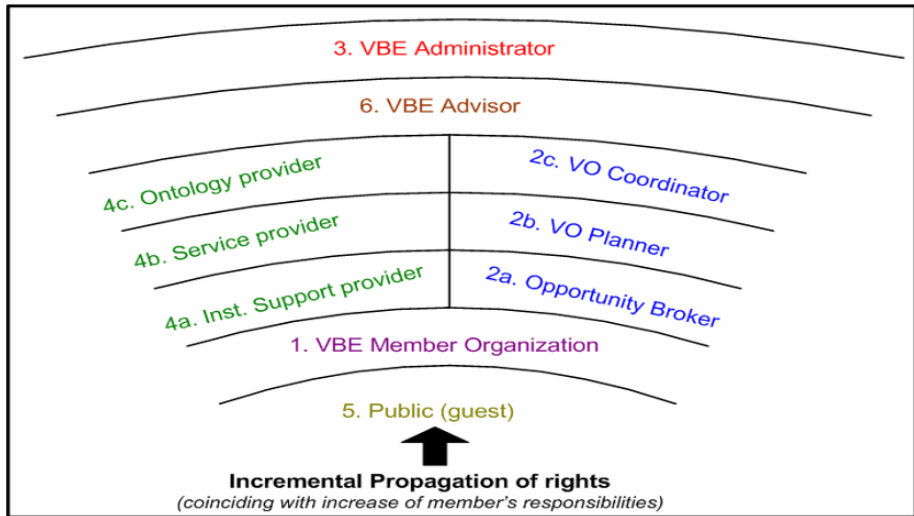 3. VBE Administrator
6. VBE Advisor
4c. Ontology provider
2c. VO Coordinator
4b. Service provider
2b. VO Planner
4a. Inst. Support provider
2a. Opportunity Broker
1. VBE Member Organization
5. Public (guest)
Incremental Propagation of rights
(coinciding with increase of member's responsibilities)